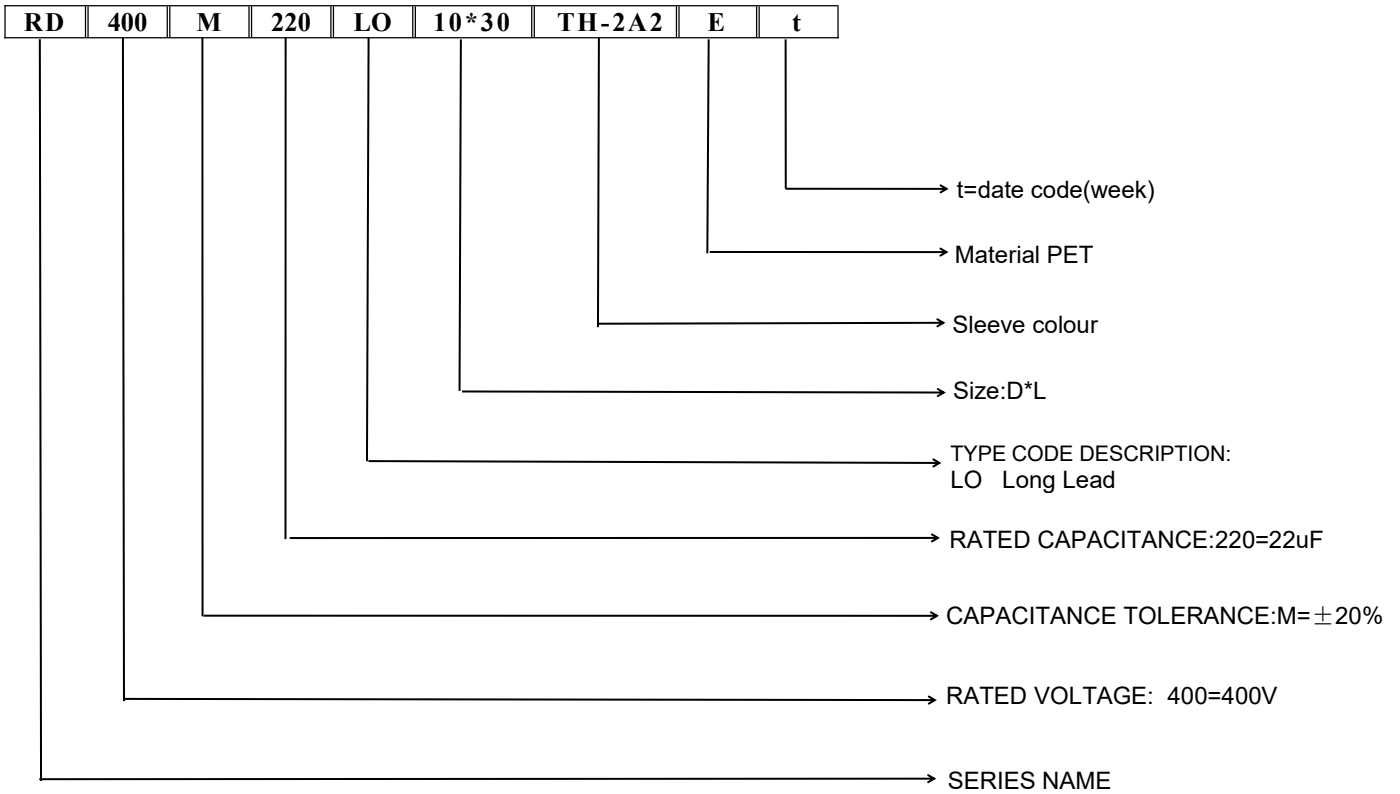 RD 400 M 220 LO 10*30 TH-2A2 E t
t=date code(week)
Material PET
Sleeve colour
Size:D*L
TYPE CODE DESCRIPTION:
LO Long Lead
RATED CAPACITANCE:220=22uF
CAPACITANCE TOLERANCE:M=±20%
RATED VOLTAGE: 400=400V
SERIES NAME